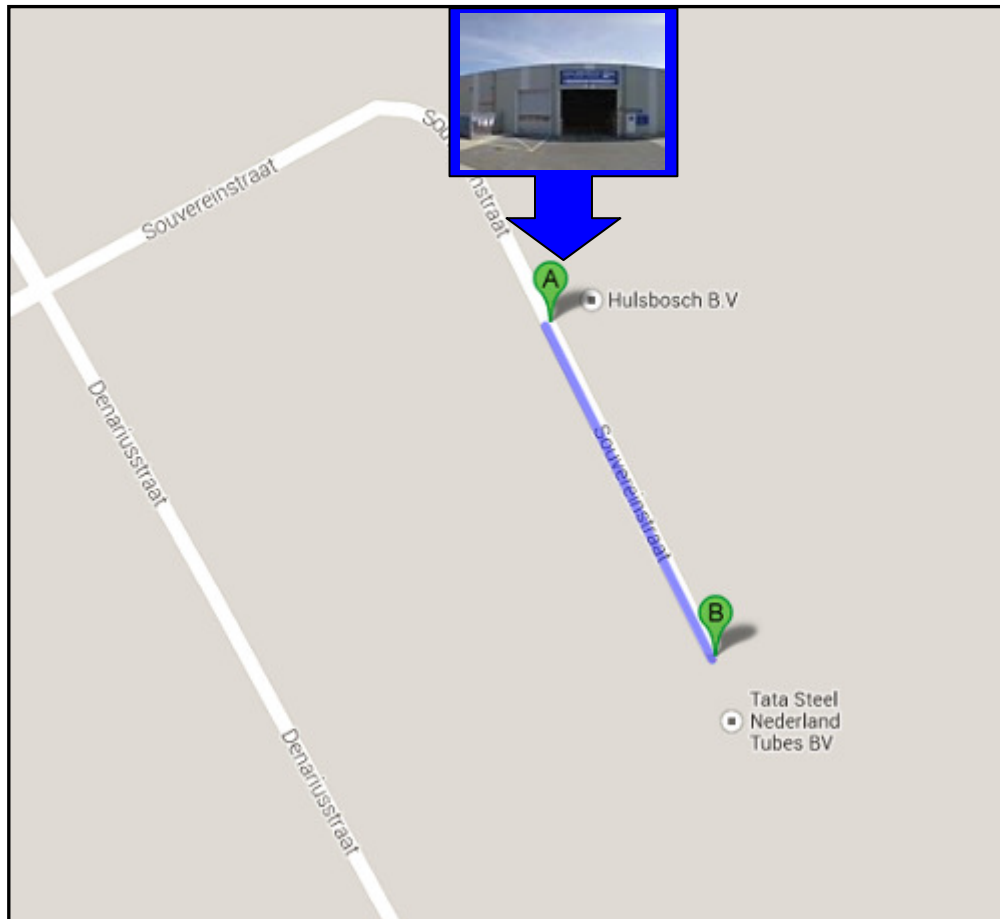 Souvereinstraat
Souvereinstraat
A
Hulsbosch B.V
Denariusstraat
Souvereinstraat
B
Tata Steel
Nederland
Tubes BV
Denariusstraat